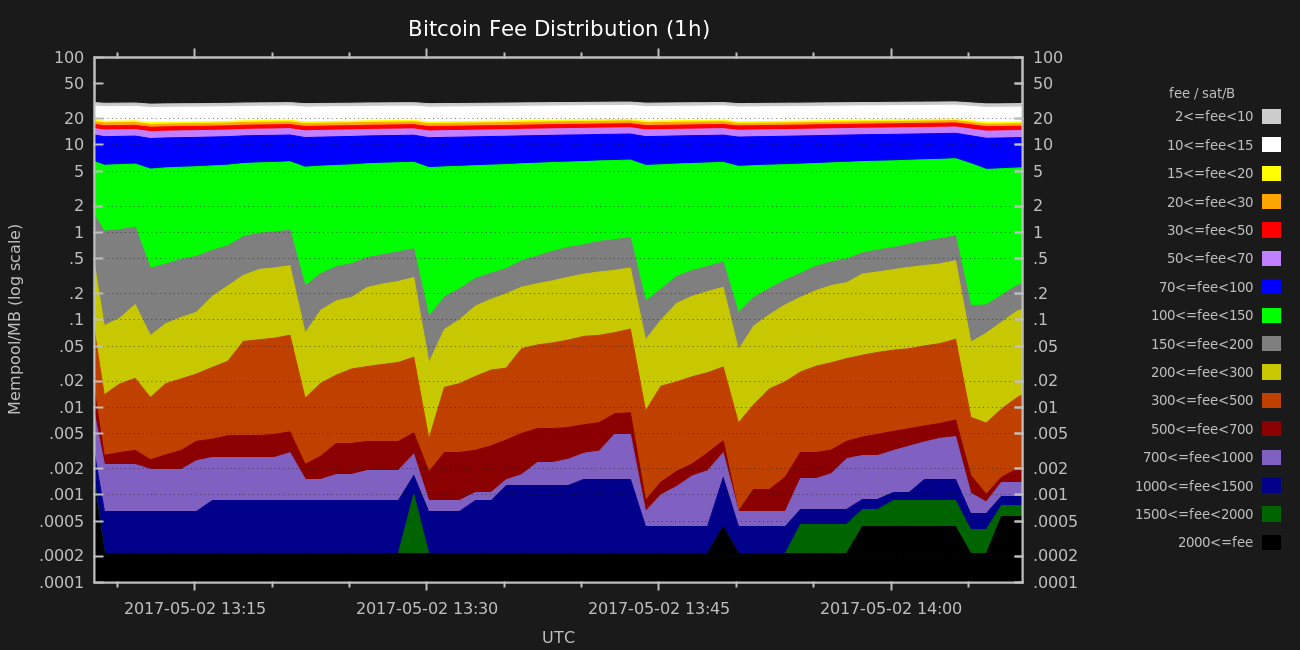 Bitcoin Fee Distribution (1h)
100
50
20
10
5
2
1
.5
.2
.1
.05
.02
.01
.005
.002
.001
.0005
.0002
.0001
Mempool/MB (log scale)
100
50
20
10
5
2
1
.5
.2
.1
.05
.02
.01
.005
.002
.001
.0005
.0002
.0001
2017-05-02 13:15
2017-05-02 13:30
2017-05-02 13:45
2017-05-02 14:00
UTC
fee / sat/B
2<=fee<10
10<=fee<15
15<=fee<20
20<=fee<30
30<=fee<50
50<=fee<70
70<=fee<100
100<=fee<150
150<=fee<200
200<=fee<300
300<=fee<500
500<=fee<700
700<=fee<1000
1000<=fee<1500
1500<=fee<2000
2000<=fee